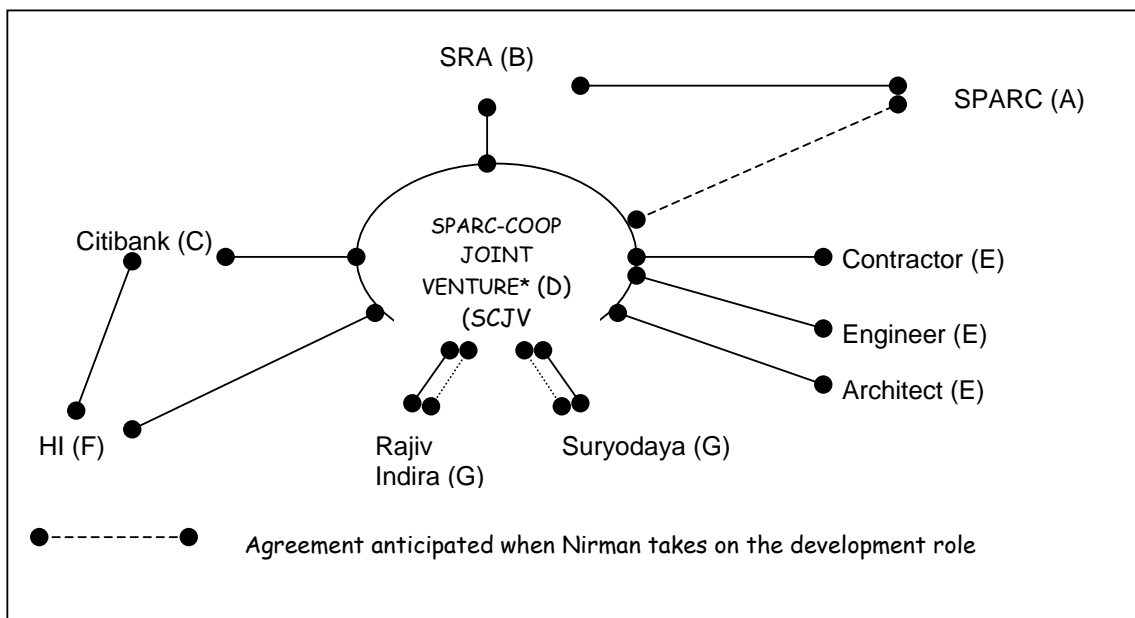 SRA (B)
SPARC (A)
SPARC-COOP
JOINT
VENTURE* (D)
(SCJV
Citibank (C)
Contractor (E)
Engineer (E)
Architect (E)
HI (F)
Rajiv
Indira (G)
Suryodaya (G)
Agreement anticipated when Nirman takes on the development role